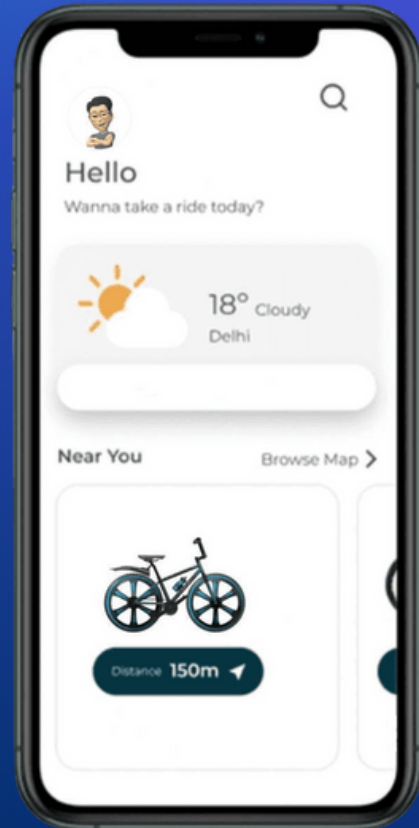 Hello
Wanna take a ride today?
18° Cloudy
Delhi
Near You
Browse Map
Distance 150m